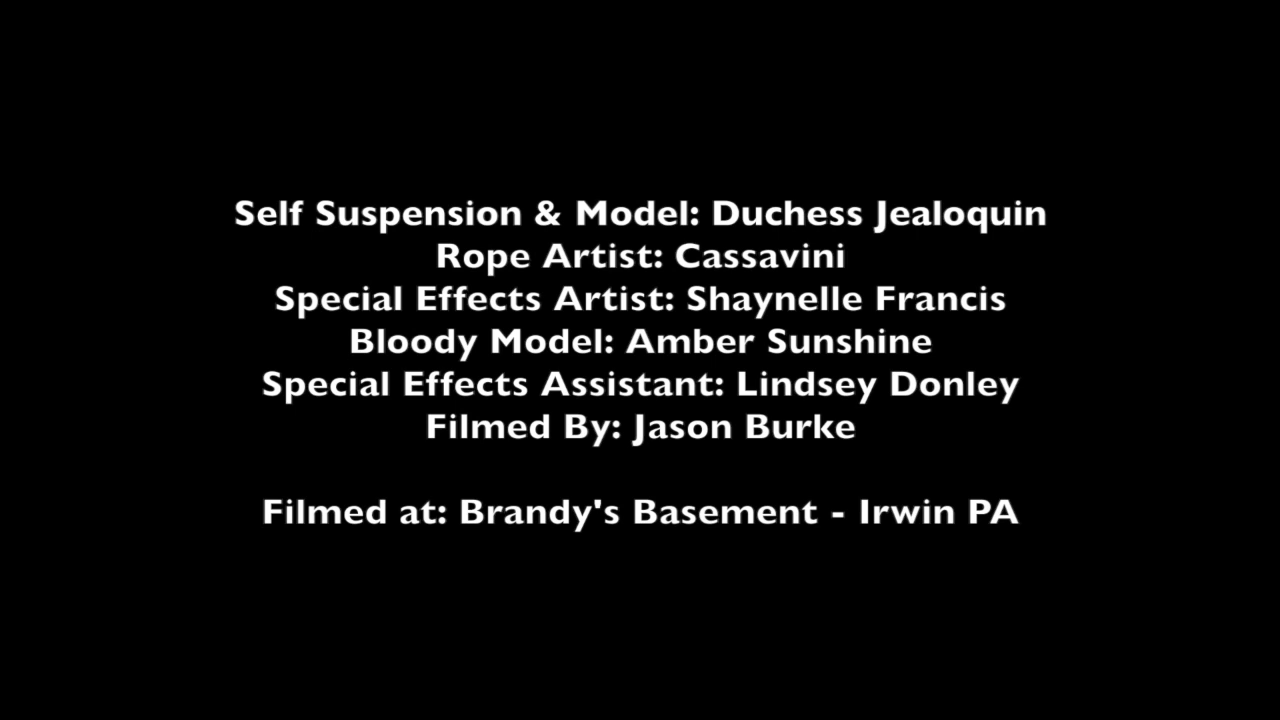 Self Suspension & Model: Duchess Jealoquin
Rope Artist: Cassavini
Special Effects Artist: Shaynelle Francis
Bloody Model: Amber Sunshine
Special Effects Assistant: Lindsey Donley
Filmed By: Jason Burke
Filmed at: Brandy's Basement - Irwin PA